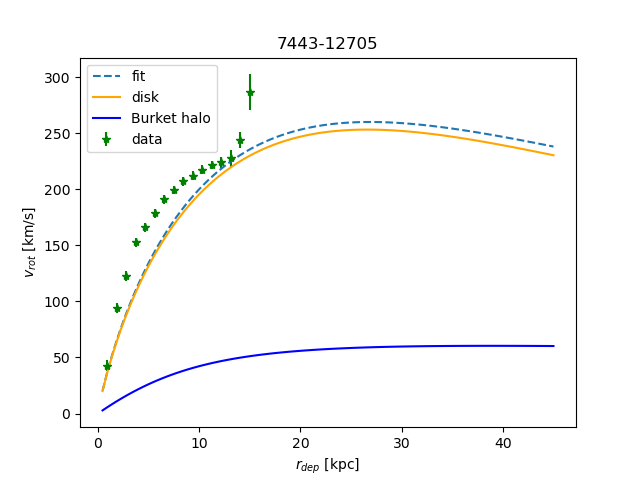 7443-12705
fit
disk
Burket halo
data
300
250
200
150
100
50
0
v_rot [km/s]
0 10 20 30 40
r_dep [kpc]